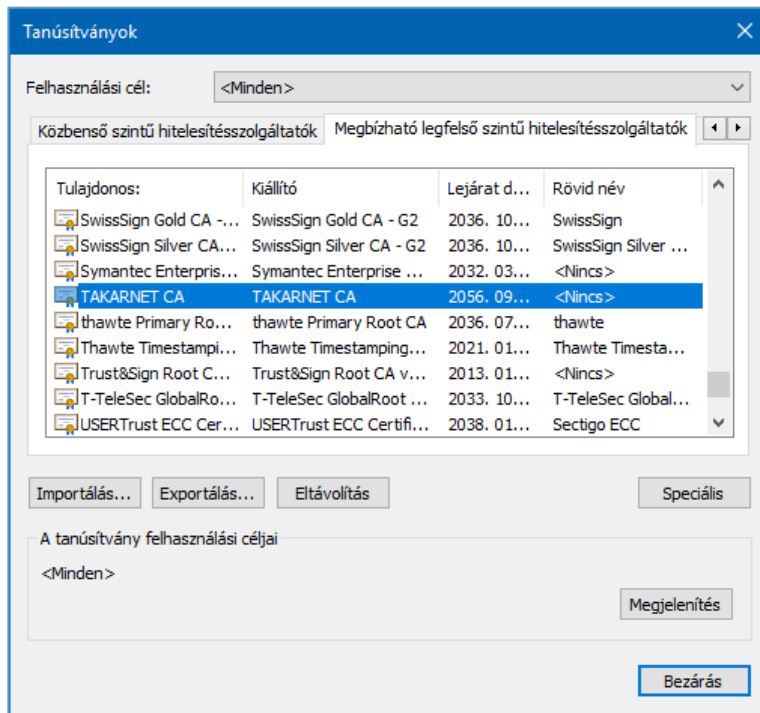 Tanúsítványok
Felhasználási cél: <Minden>
Közbenső szintű hitelesítésszolgáltatók Megbízható legfelső szintű hitelesítésszolgáltatók
Tulajdonos: Kiállító Lejárat d... Rövid név
SwissSign Gold CA -... SwissSign Gold CA - G2 2036. 10... SwissSign
SwissSign Silver CA... SwissSign Silver CA - G2 2036. 10... SwissSign Silver ...
Symantec Enterpris... Symantec Enterprise ... 2032. 03... <Nincs>
TAKARNET CA TAKARNET CA 2056. 09... <Nincs>
thawte Primary Ro... thawte Primary Root CA 2036. 07... thawte
Thawte Timestampi... Thawte Timestamping... 2021. 01... Thawte Timesta...
Trust&Sign Root C... Trust&Sign Root CA v... 2013. 01... <Nincs>
T-TeleSec GlobalRo... T-TeleSec GlobalRoot ... 2033. 10... T-TeleSec Global...
USERTrust ECC Cer... USERTrust ECC Certifi... 2038. 01... Sectigo ECC
Importálás... Exportálás... Eltávolítás Speciális
A tanúsítvány felhasználási céljai
<Minden>
Megjelenítés
Bezárás